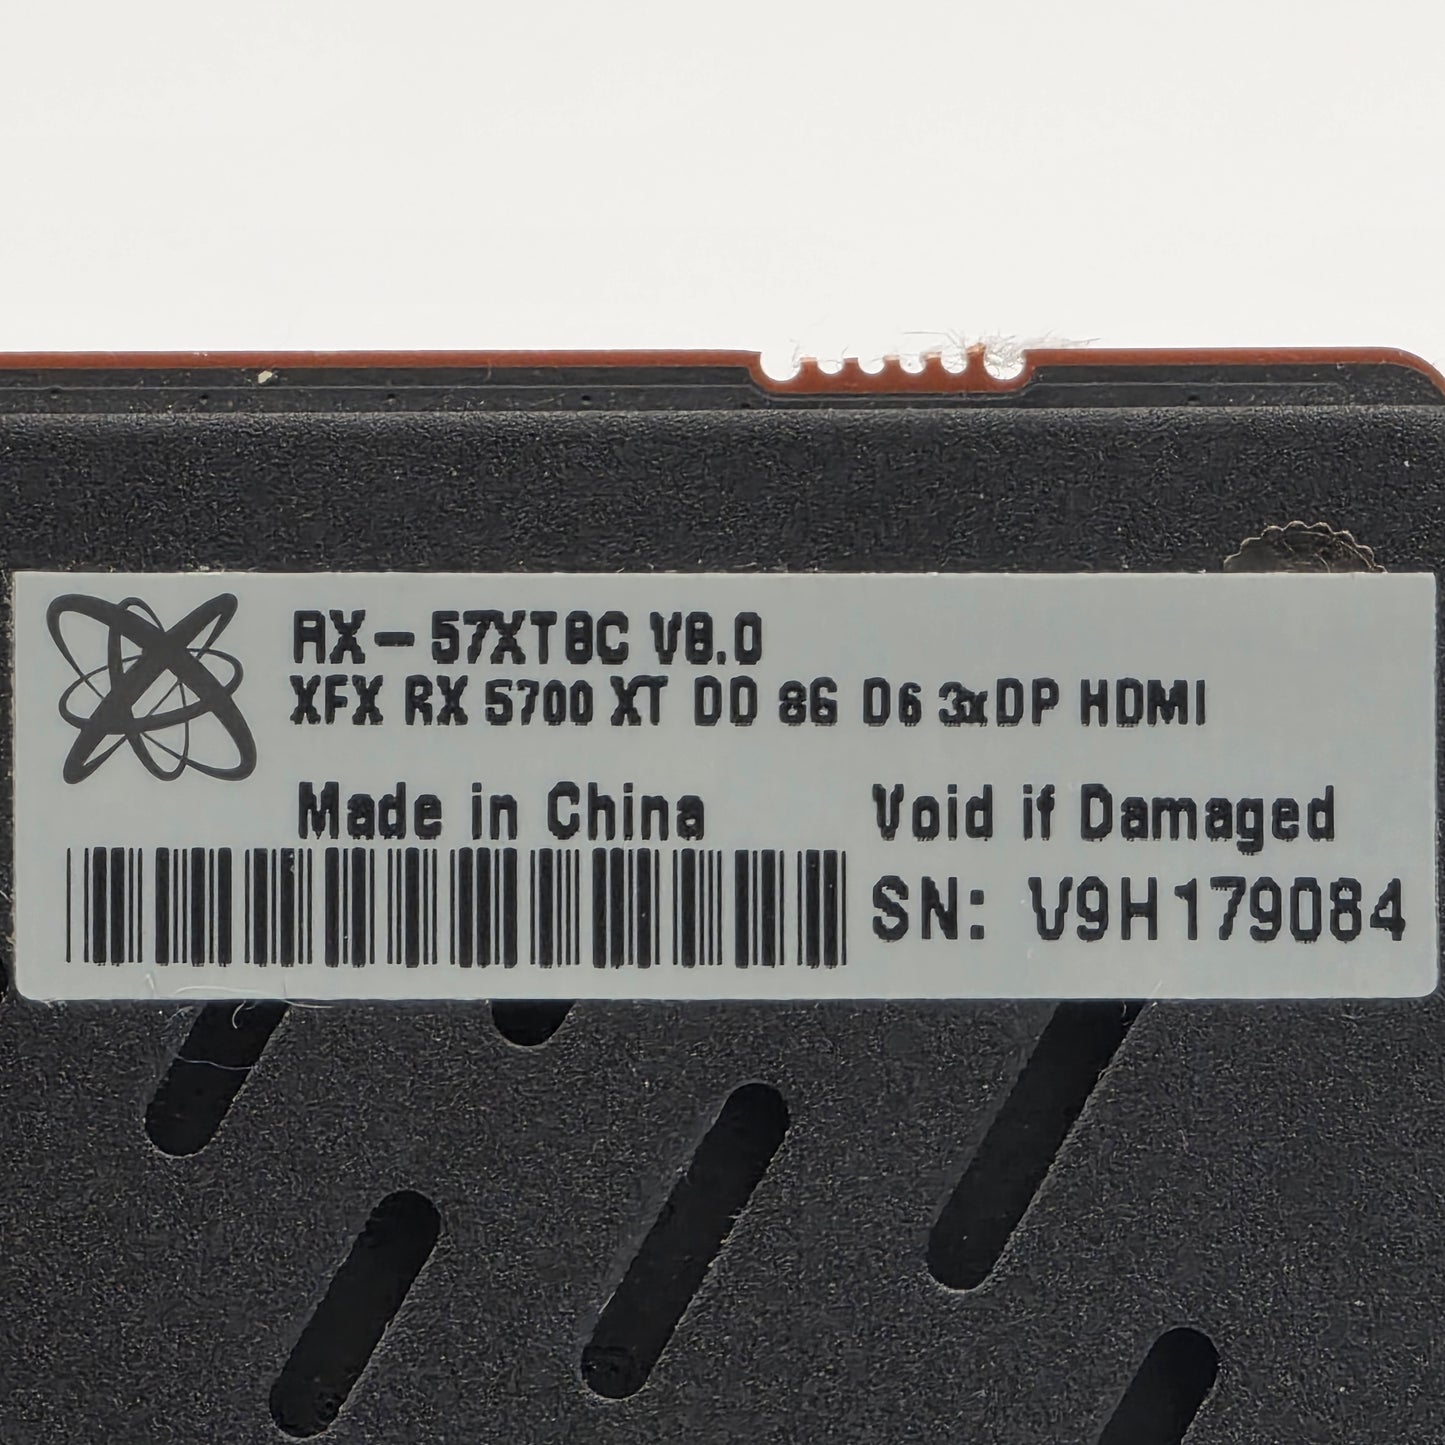 RX-57XT8C V8.0
XFX RX 5700 XT DD 8G D6 3xDP HDMI
Made in China
Void if Damaged
SN: V9H179084